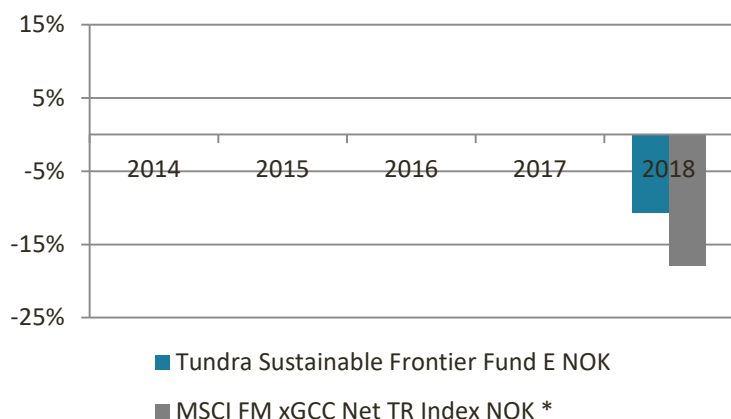 15%
5%
-5%
-15%
-25%
2014 2015 2016 2017 2018
Tundra Sustainable Frontier Fund E NOK
MSCI FM xGCC Net TR Index NOK *